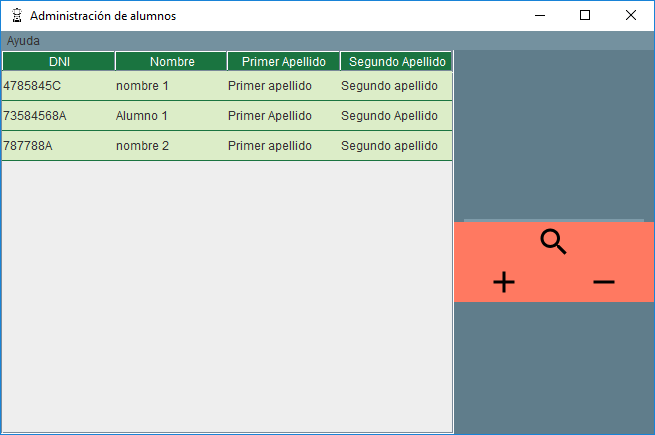 Administración de alumnos
Ayuda
DNI Nombre Primer Apellido Segundo Apellido
4785845C nombre 1 Primer apellido Segundo apellido
73584568A Alumno 1 Primer Apellido Segundo Apellido
787788A nombre 2 Primer apellido Segundo apellido